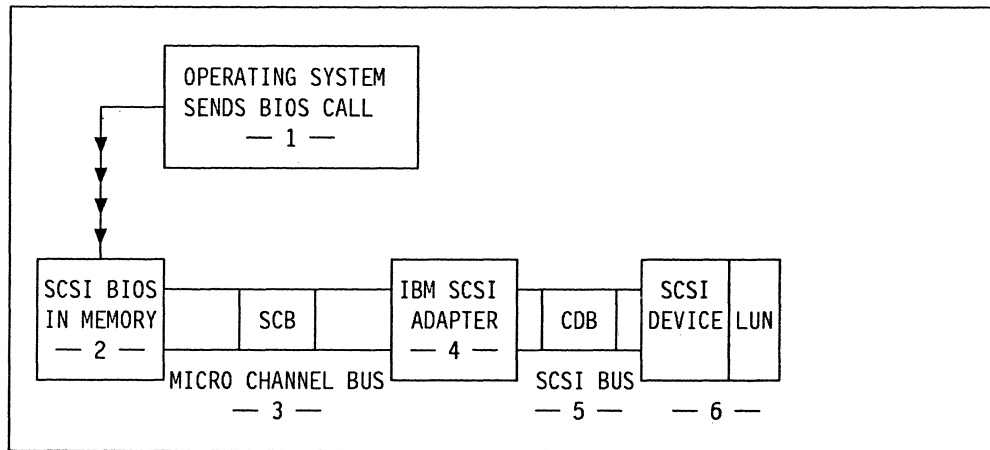 OPERATING SYSTEM
SENDS BIOS CALL
— 1 —
SCSI BIOS
IN MEMORY
— 2 —
SCB
MICRO CHANNEL BUS
— 3 —
IBM SCSI
ADAPTER
— 4 —
CDB
SCSI BUS
— 5 —
SCSI
DEVICE
LUN
— 6 —